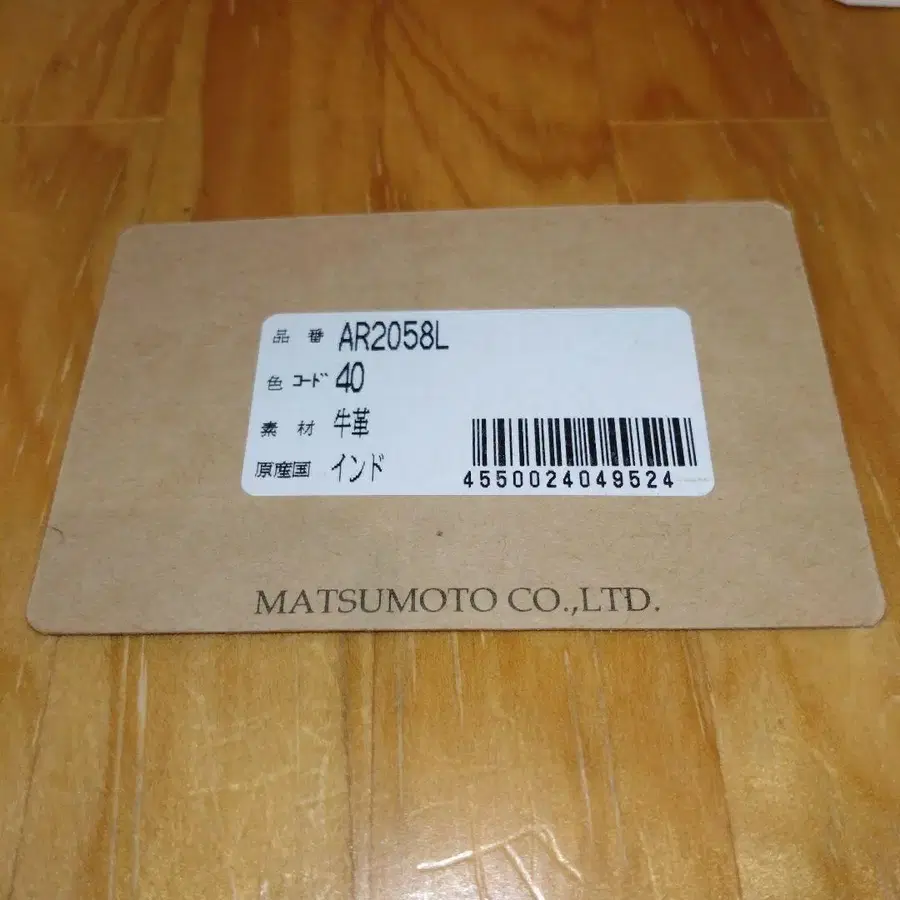 品番 AR2058L
色コード 40
素材 牛革
原産国 インド
4550024049524
MATSUMOTO CO.,LTD.